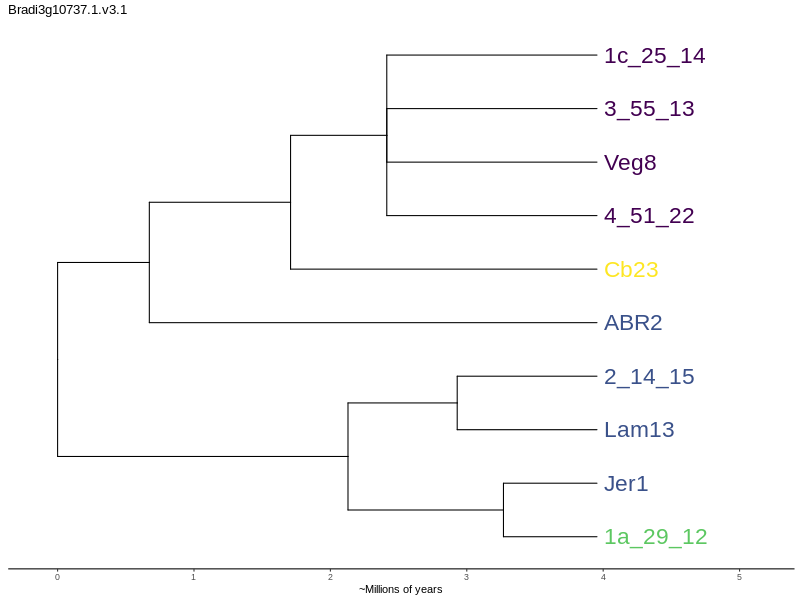 Bradi3g10737.1.v3.1
1c_25_14
3_55_13
Veg8
4_51_22
Cb23
ABR2
2_14_15
Lam13
Jer1
1a_29_12
0 1 2 3 4 5
~Millions of years